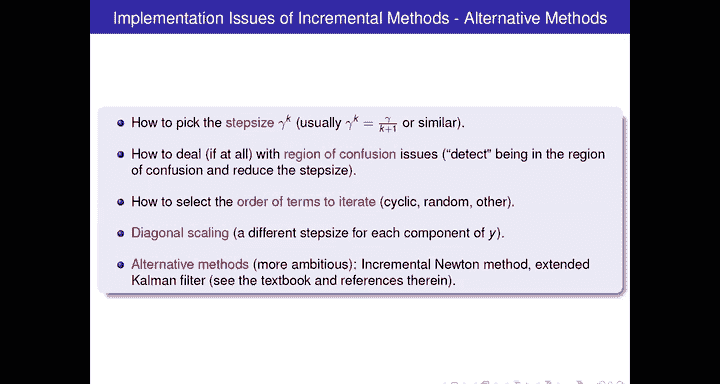 Implementation Issues of Incremental Methods - Alternative Methods
How to pick the stepsize γ^k (usually γ^k = γ/(k+1) or similar).
How to deal (if at all) with region of confusion issues ("detect" being in the region
of confusion and reduce the stepsize).
How to select the order of terms to iterate (cyclic, random, other).
Diagonal scaling (a different stepsize for each component of y).
Alternative methods (more ambitious): Incremental Newton method, extended
Kalman filter (see the textbook and references therein).